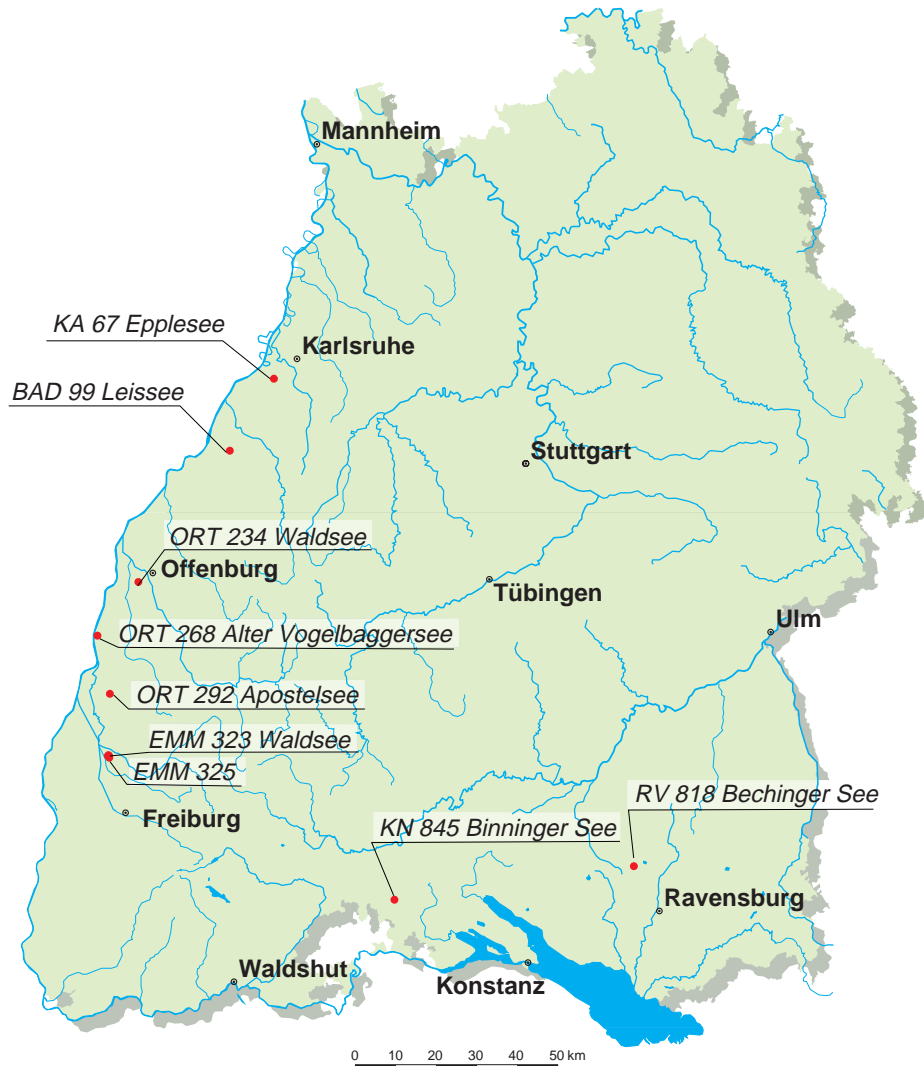 Mannheim
KA 67 Epplesee
Karlsruhe
BAD 99 Leissee
Stuttgart
ORT 234 Waldsee
Offenburg
Tübingen
Ulm
ORT 268 Alter Vogelbaggersee
ORT 292 Apostelsee
EMM 323 Waldsee
EMM 325
RV 818 Bechinger See
Freiburg
KN 845 Binninger See
Ravensburg
Waldshut
Konstanz
0 10 20 30 40 50 km